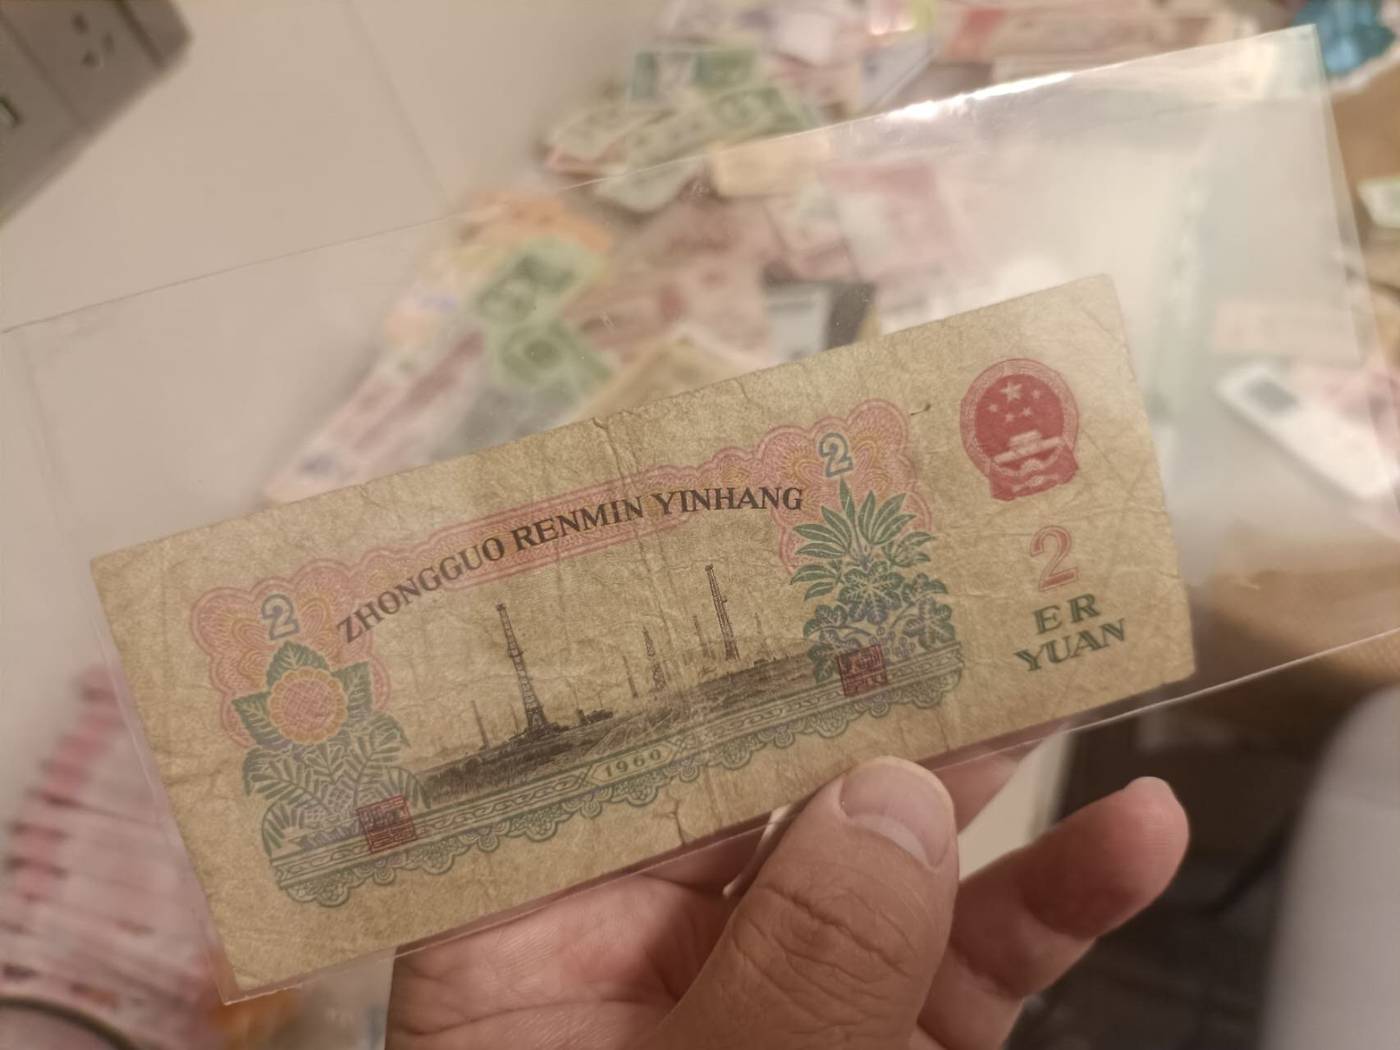 ZHONGGUO RENMIN YINHANG
2
2
2
ER
YUAN
1960